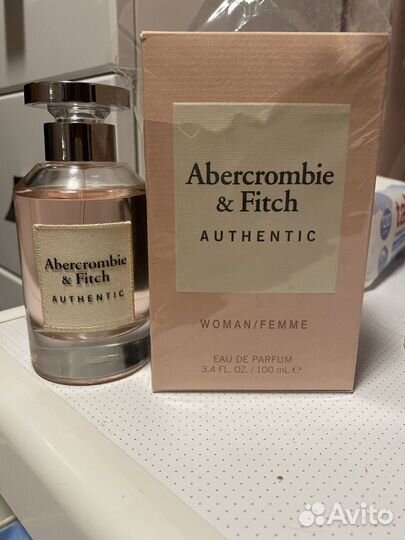 Abercrombie
& Fitch
AUTHENTIC
Abercrombie
& Fitch
AUTHENTIC
WOMAN/FEMME
EAU DE PARFUM
3.4 FL. OZ. / 100 mL ℮
Avito